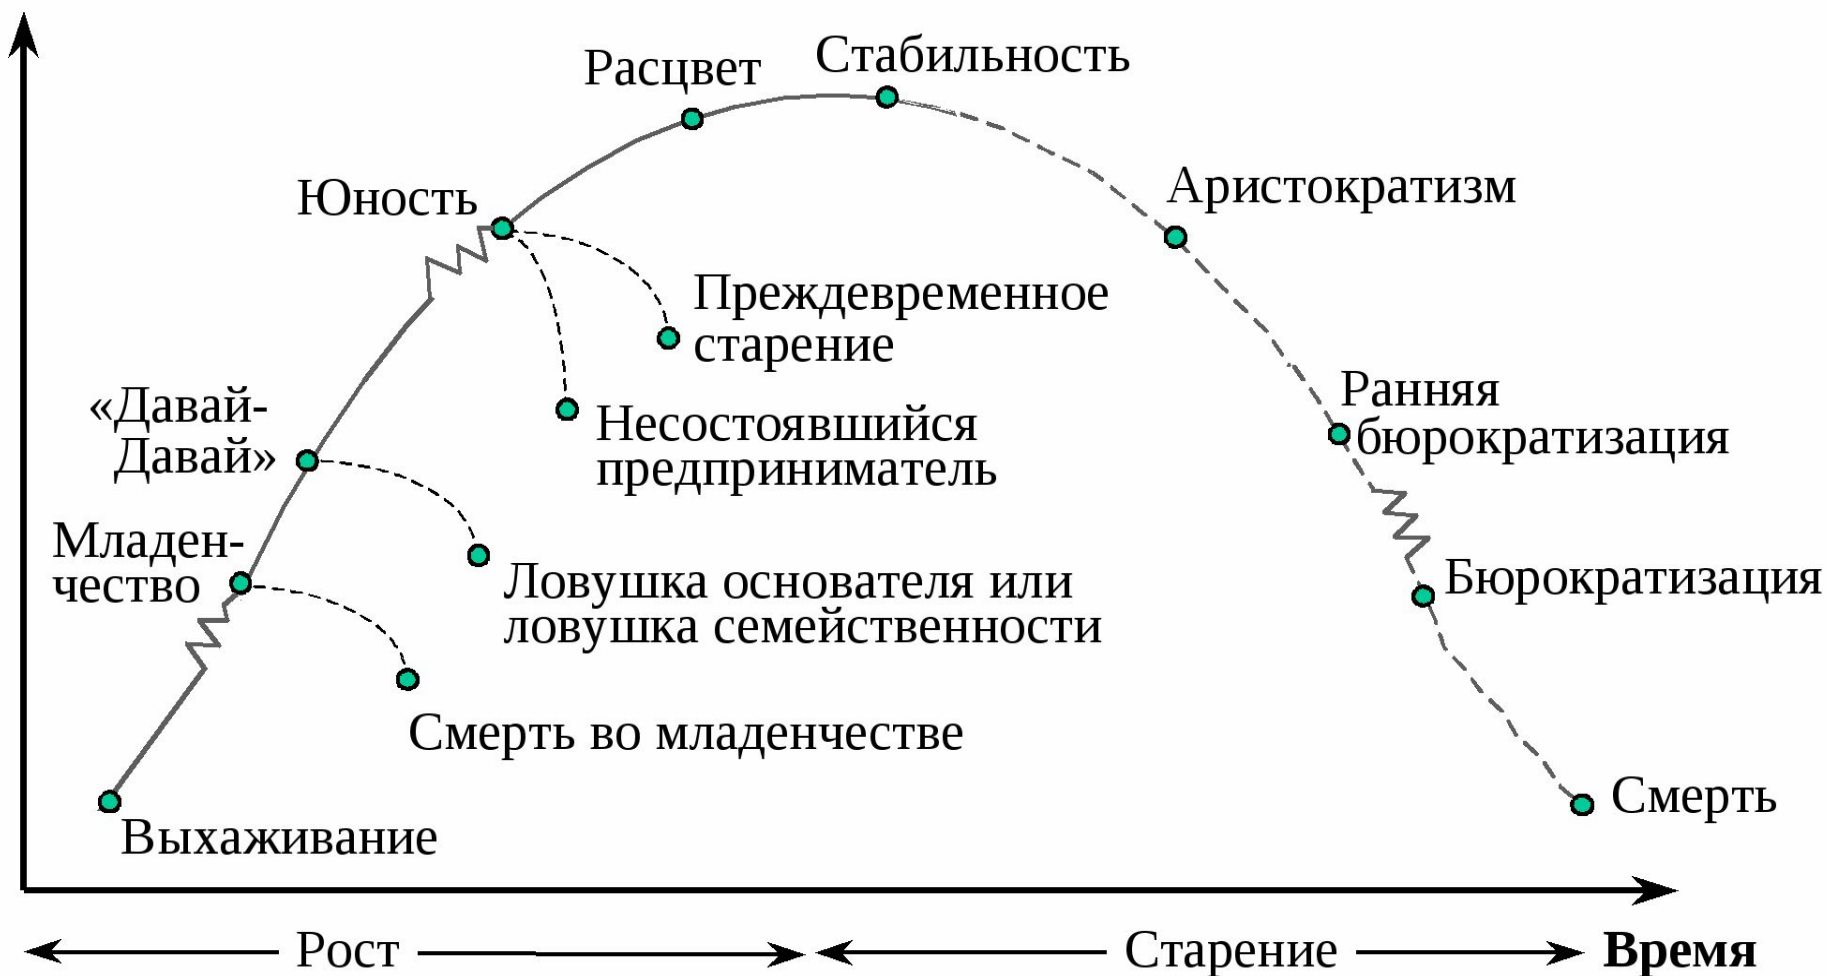 Стабильность
Расцвет
Аристократизм
Юность
Преждевременное
старение
Ранняя
бюрократизация
«Давай-
Давай»
Несостоявшийся
предприниматель
Младен-
чество
Ловушка основателя или
ловушка семейственности
Бюрократизация
Смерть во младенчестве
Смерть
Выхаживание
Рост
Старение
Время